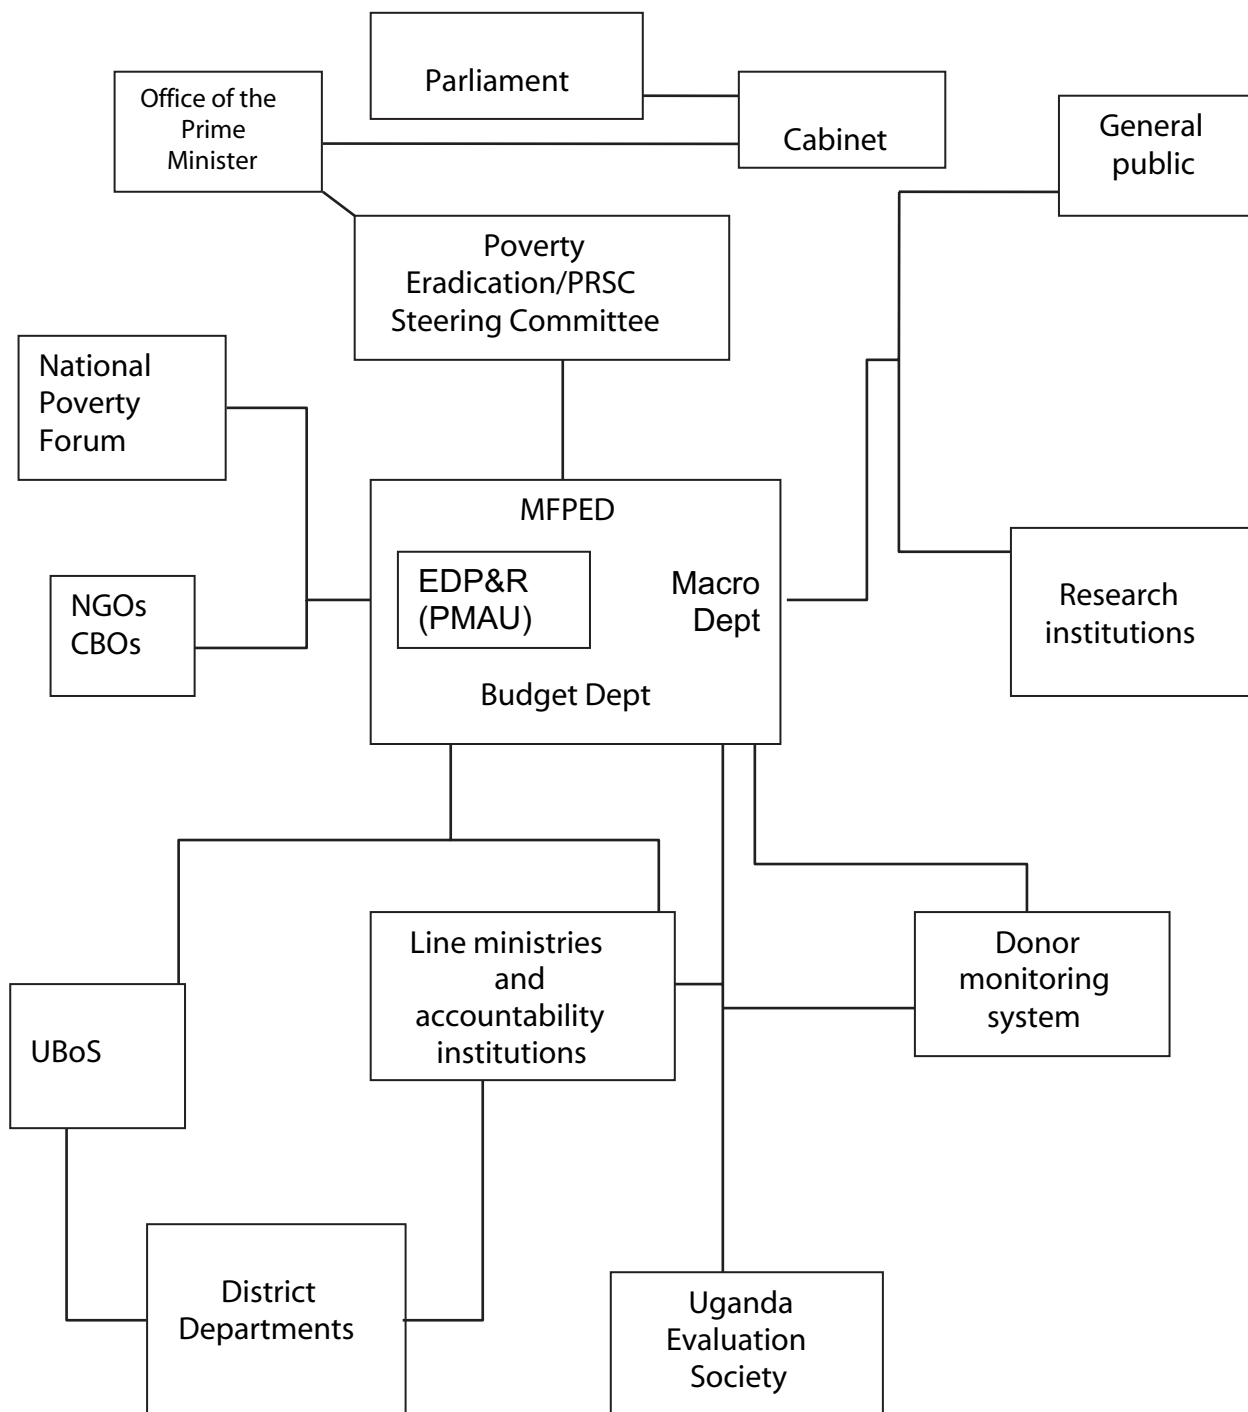 Parliament
Office of the
Prime
Minister
Cabinet
General
public
Poverty
Eradication/PRSC
Steering Committee
National
Poverty
Forum
MFPED
EDP&R
(PMAU)
Macro
Dept
Budget Dept
NGOs
CBOs
Research
institutions
Line ministries
and
accountability
institutions
Donor
monitoring
system
UBoS
District
Departments
Uganda
Evaluation
Society